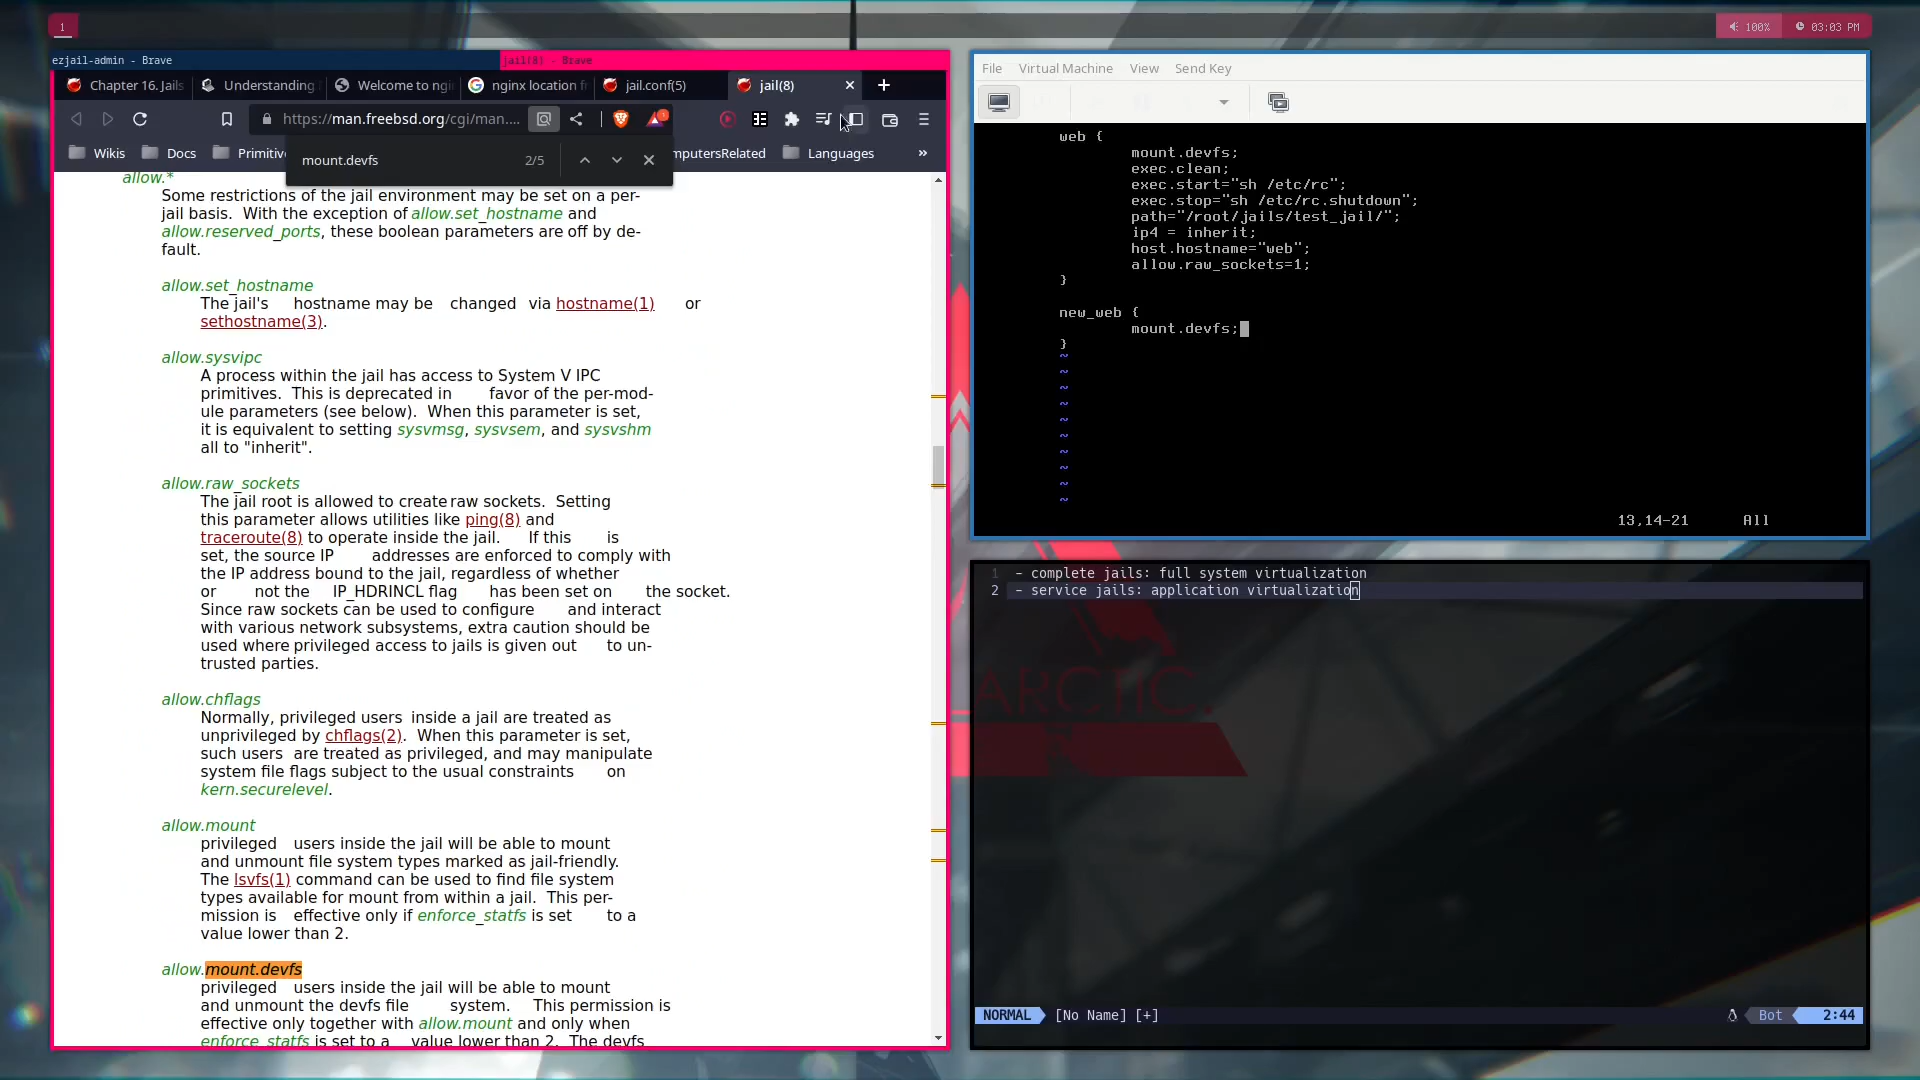 1
100%
03:03 PM
ezjail-admin - Brave
jail(8) - Brave
Chapter 16. Jails
Understanding
Welcome to ngi
nginx location f
jail.conf(5)
jail(8)
https://man.freebsd.org/cgi/man....
1
Wikis
Docs
Primitiv
mputersRelated
Languages
»
mount.devfs
2/5
allow.*
Some restrictions of the jail environment may be set on a per-
jail basis. With the exception of allow.set_hostname and
allow.reserved_ports, these boolean parameters are off by de-
fault.
allow.set_hostname
The jail's hostname may be changed via hostname(1) or
sethostname(3).
allow.sysvipc
A process within the jail has access to System V IPC
primitives. This is deprecated in favor of the per-mod-
ule parameters (see below). When this parameter is set,
it is equivalent to setting sysvmsg, sysvsem, and sysvshm
all to "inherit".
allow.raw_sockets
The jail root is allowed to create raw sockets. Setting
this parameter allows utilities like ping(8) and
traceroute(8) to operate inside the jail. If this is
set, the source IP addresses are enforced to comply with
the IP address bound to the jail, regardless of whether
or not the IP_HDRINCL flag has been set on the socket.
Since raw sockets can be used to configure and interact
with various network subsystems, extra caution should be
used where privileged access to jails is given out to un-
trusted parties.
allow.chflags
Normally, privileged users inside a jail are treated as
unprivileged by chflags(2). When this parameter is set,
such users are treated as privileged, and may manipulate
system file flags subject to the usual constraints on
kern.securelevel.
allow.mount
privileged users inside the jail will be able to mount
and unmount file system types marked as jail-friendly.
The lsvfs(1) command can be used to find file system
types available for mount from within a jail. This per-
mission is effective only if enforce_statfs is set to a
value lower than 2.
allow.mount.devfs
privileged users inside the jail will be able to mount
and unmount the devfs file system. This permission is
effective only together with allow.mount and only when
enforce_statfs is set to a value lower than 2. The devfs
File
Virtual Machine
View
Send Key
web {
mount.devfs;
exec.clean;
exec.start="sh /etc/rc";
exec.stop="sh /etc/rc.shutdown";
path="/root/jails/test_jail/";
ip4 = inherit;
host.hostname="web";
allow.raw_sockets=1;
}
new_web {
mount.devfs;
}
~
~
~
~
~
~
~
~
~
~
13,14-21 All
1 - complete jails: full system virtualization
2 - service jails: application virtualization
ARCTIC.
NORMAL [No Name] [+]
Bot 2:44